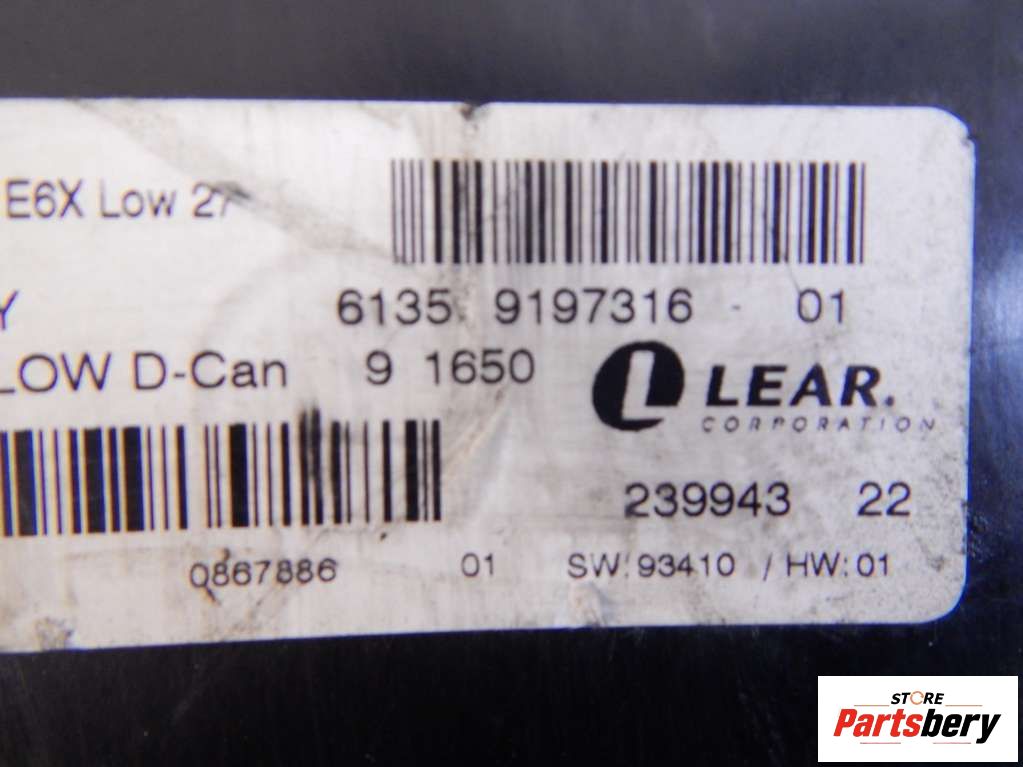 E6X Low 27
Y 6135 9197316 - 01
LOW D-Can 9 1650
LEAR.
CORPORATION
239943 22
0867886 01 SW: 93410 / HW: 01
STORE
Partsbery